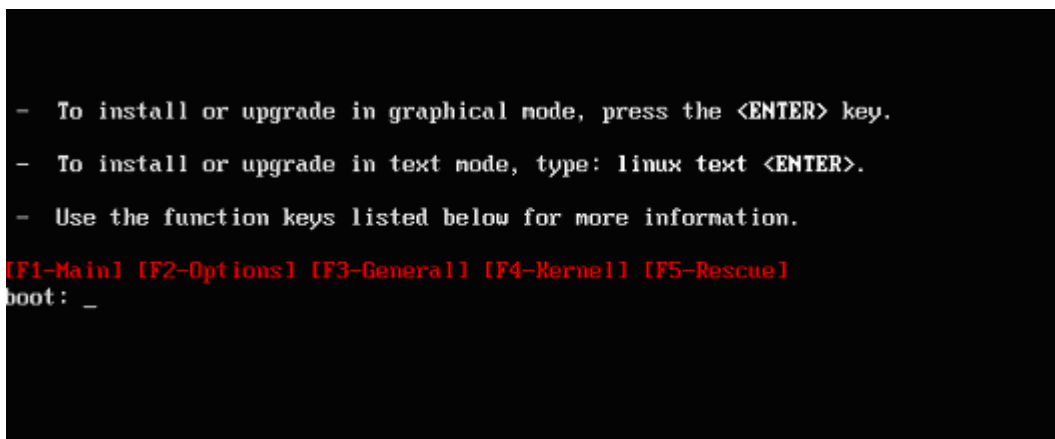 - To install or upgrade in graphical mode, press the <ENTER> key.
- To install or upgrade in text mode, type: linux text <ENTER>.
- Use the function keys listed below for more information.
[F1-Main] [F2-Options] [F3-General] [F4-Kernel] [F5-Rescue]
boot: _